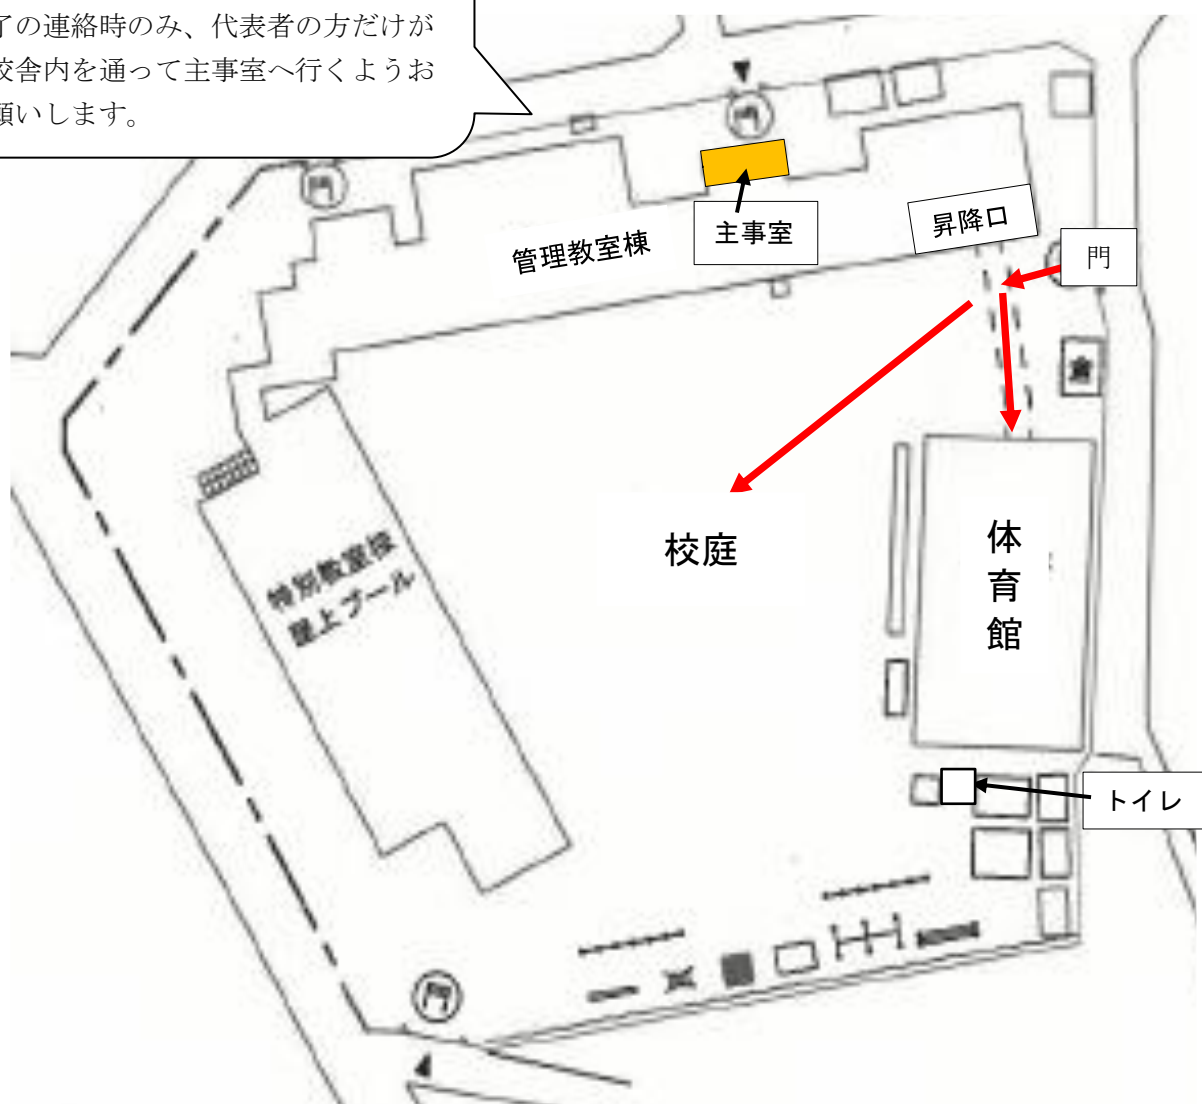 了の連絡時のみ、代表者の方だけが
校舎内を通って主事室へ行くようお
願いします。
門
門
主事室
昇降口
管理教室棟
門
倉
校庭
体育館
特別教室棟
屋上プール
トイレ
門